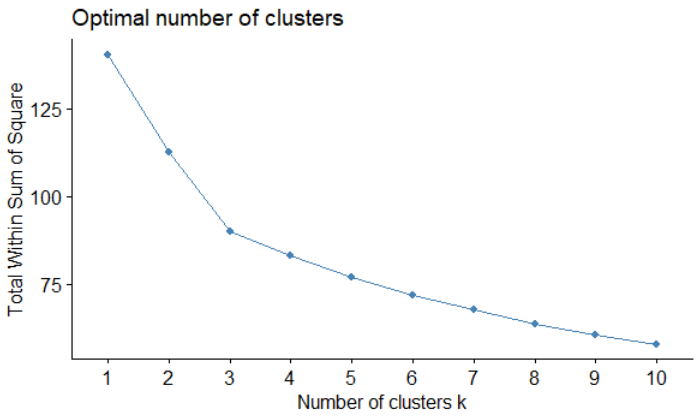 Optimal number of clusters
Total Within Sum of Square
125
100
75
1 2 3 4 5 6 7 8 9 10
Number of clusters k